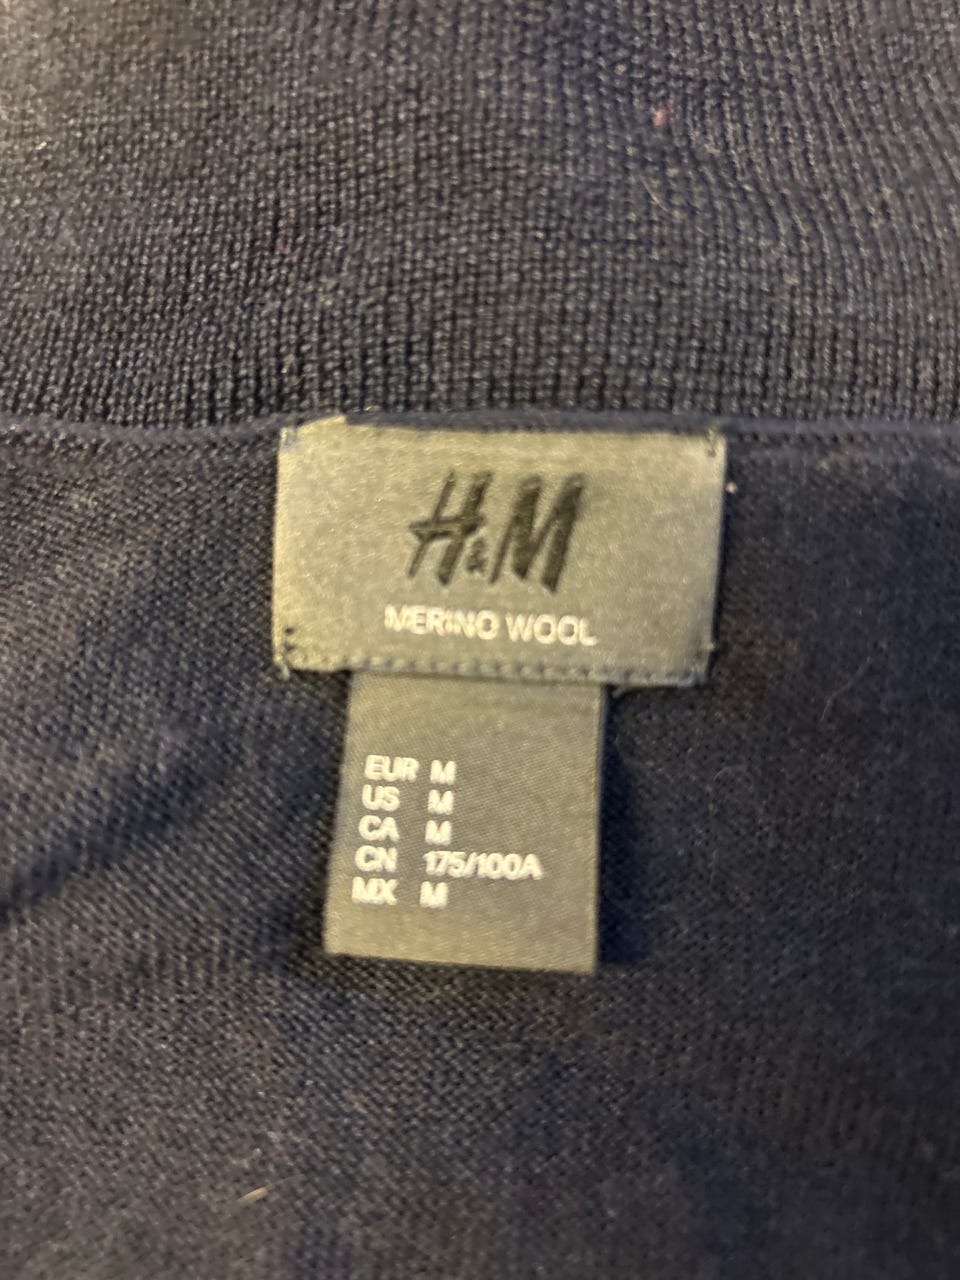 H&M
MERINO WOOL
EUR M
US M
CA M
CN 175/100A
MX M